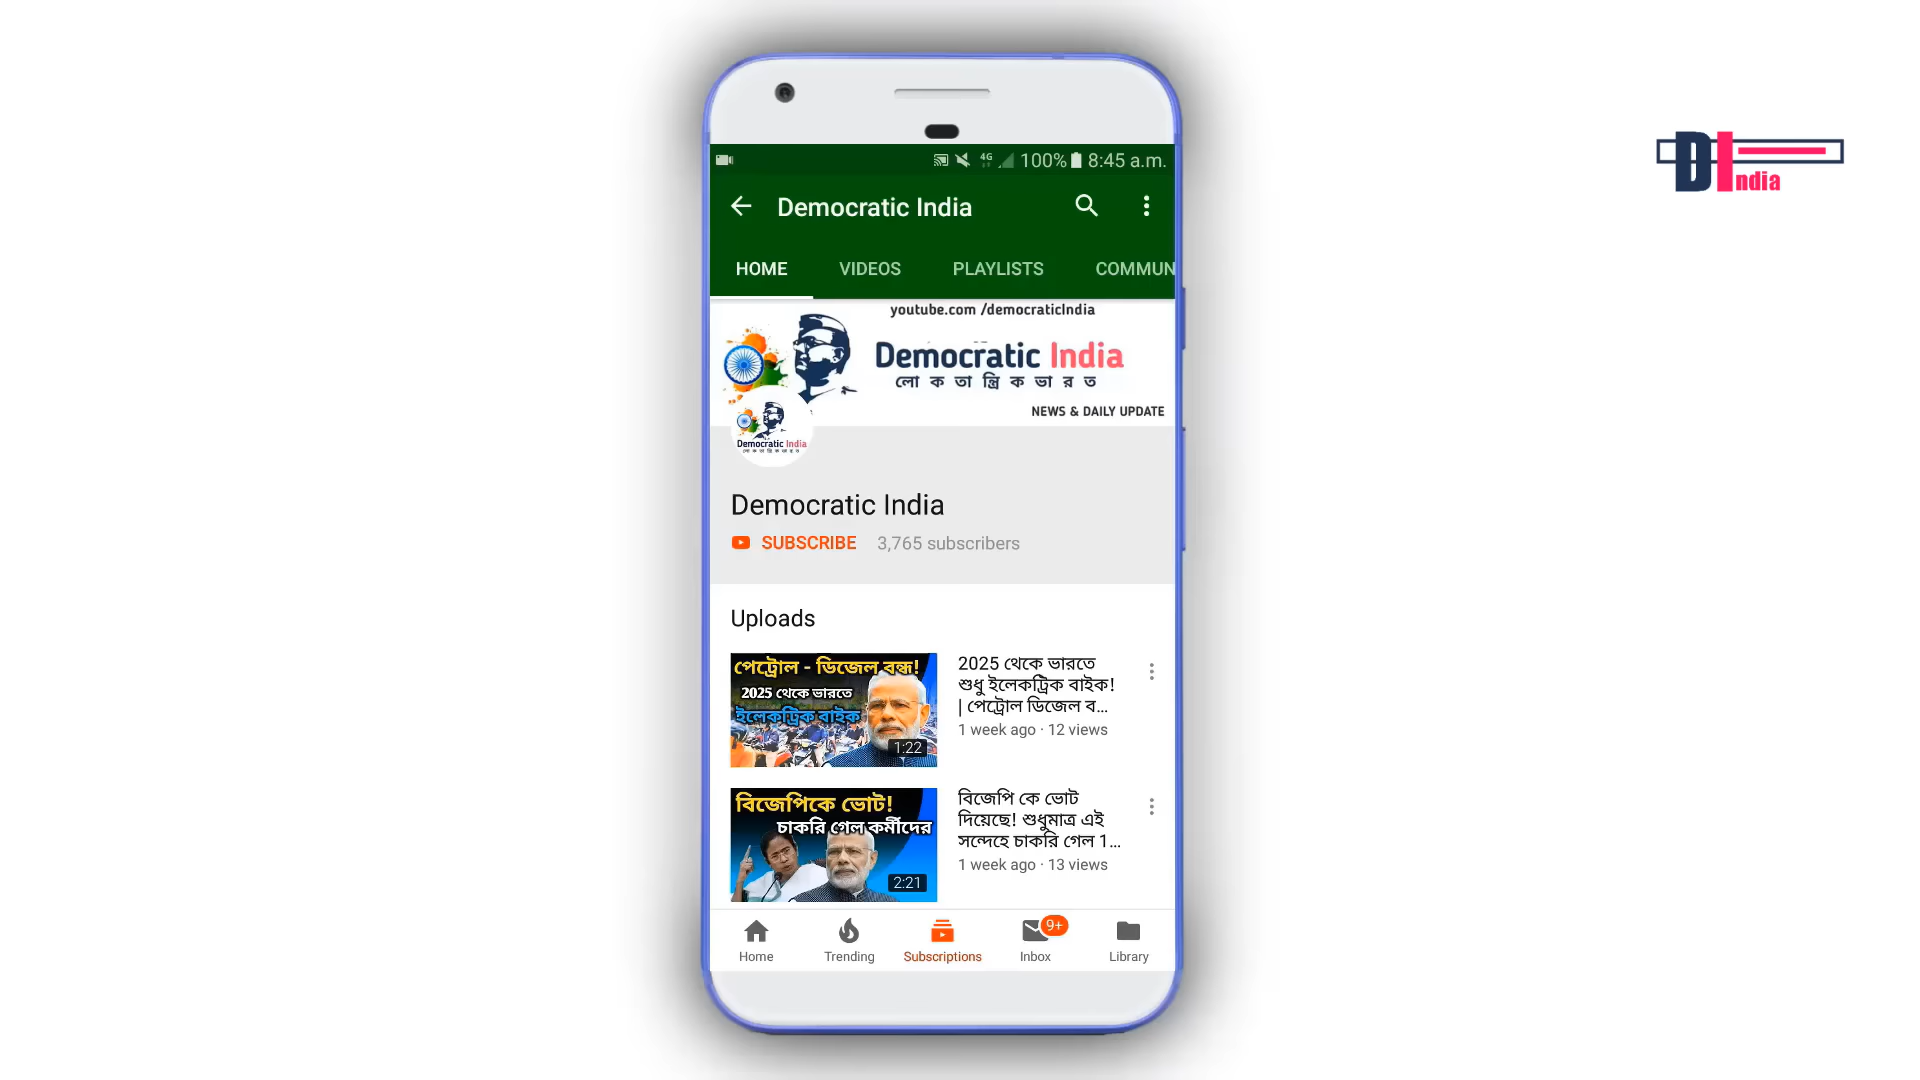 4G 100% 8:45 a.m.
Democratic India
HOME VIDEOS PLAYLISTS COMMUN
youtube.com /democraticIndia
Democratic India
লো ক তা ন্ত্রি ক ভা র ত
NEWS & DAILY UPDATE
Democratic India
লো ক তা ন্ত্রি ক ভা র ত
Democratic India
SUBSCRIBE 3,765 subscribers
Uploads
পেট্রোল - ডিজেল বন্ধ!
2025 থেকে ভারতে
ইলেকট্রিক বাইক
1:22
2025 থেকে ভারতে
শুধু ইলেকট্রিক বাইক!
| পেট্রোল ডিজেল ব...
1 week ago · 12 views
বিজেপিকে ভোট!
চাকরি গেল কর্মীদের
2:21
বিজেপি কে ভোট
দিয়েছে! শুধুমাত্র এই
সন্দেহে চাকরি গেল 1...
1 week ago · 13 views
Home Trending Subscriptions Inbox 9+ Library
DIndia